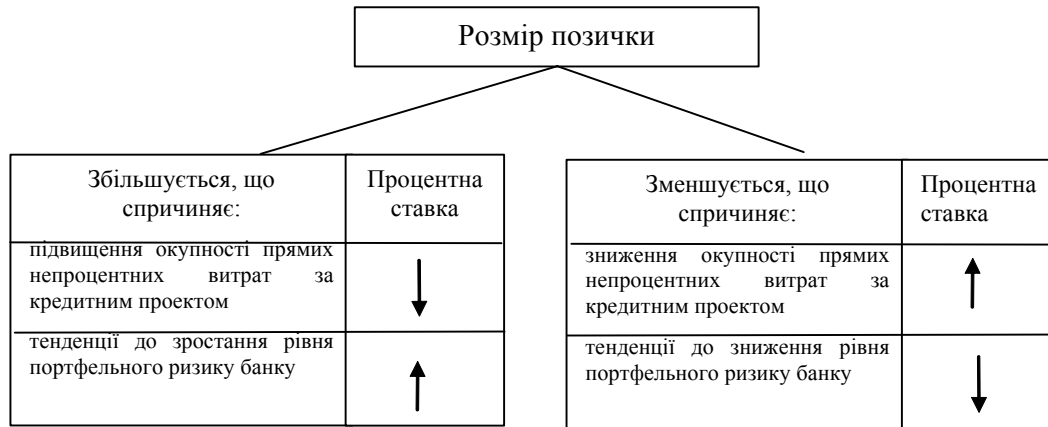 Розмір позички
Збільшується, що
спричиняє:
Процентна
ставка
підвищення окупності прямих
непроцентних витрат за
кредитним проектом
тенденції до зростання рівня
портфельного ризику банку
Зменшується, що
спричиняє:
Процентна
ставка
зниження окупності прямих
непроцентних витрат за
кредитним проектом
тенденції до зниження рівня
портфельного ризику банку